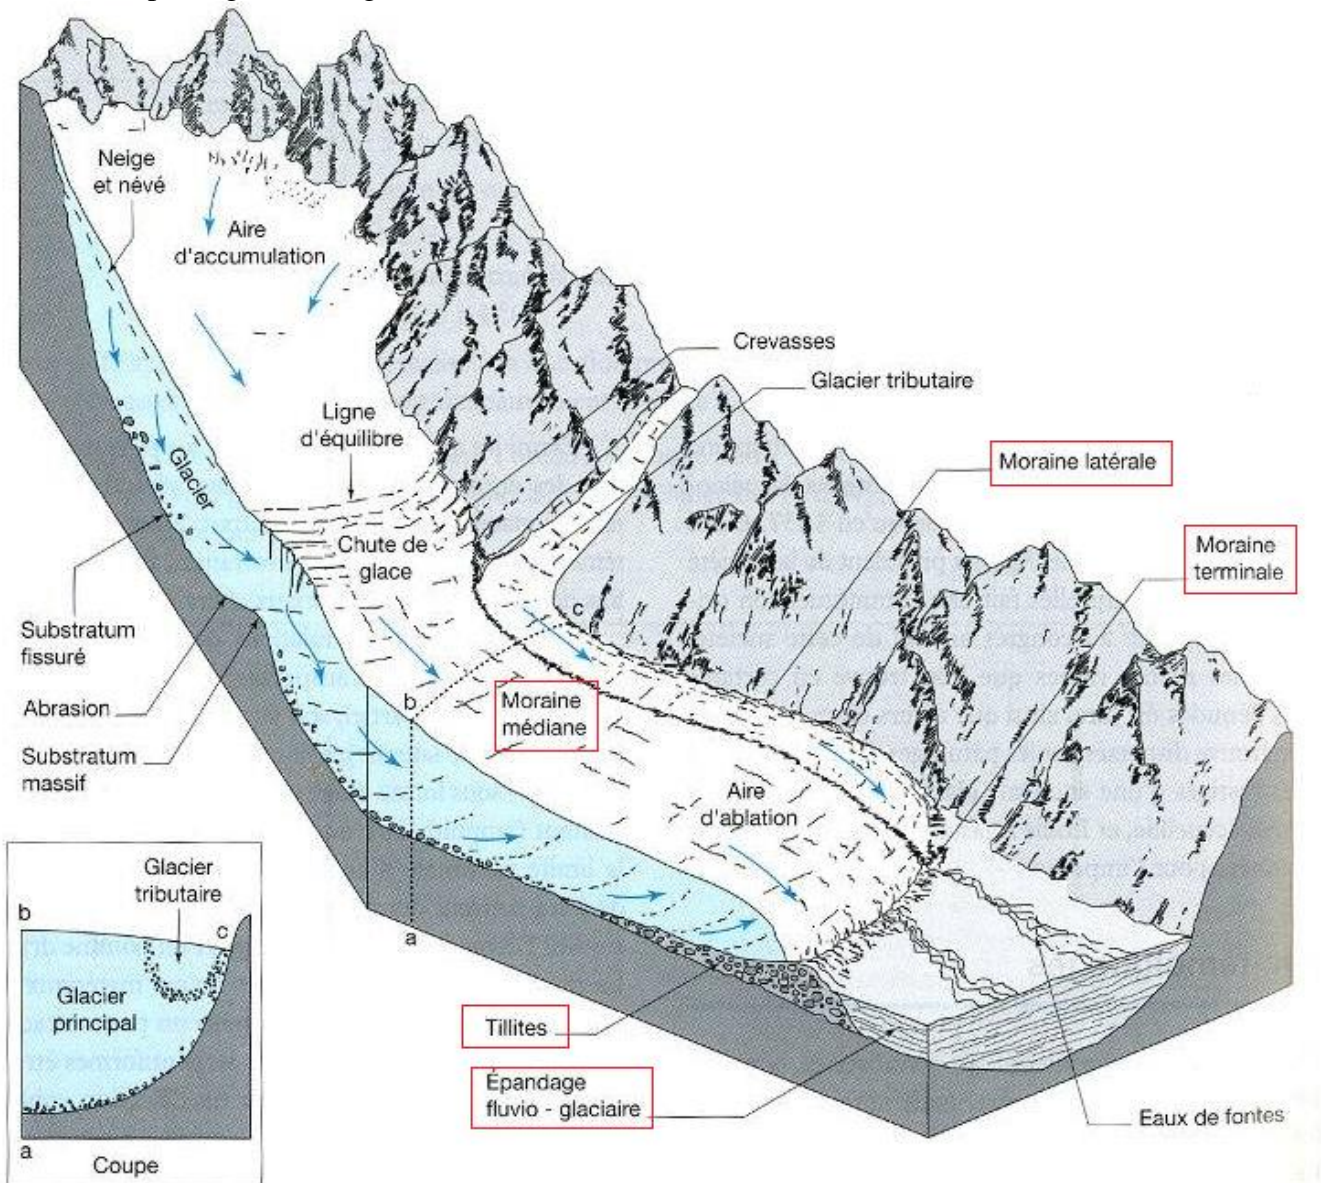 Neige
et névé
Aire
d'accumulation
Crevasses
Glacier tributaire
Ligne
d'équilibre
Moraine latérale
Glacier
Chute de
glace
Moraine
terminale
c
Substratum
fissuré
Abrasion
b
Moraine
médiane
Substratum
massif
Aire
d'ablation
a
Glacier
tributaire
b
c
Glacier
principal
a
Coupe
Tillites
Épandage
fluvio - glaciaire
Eaux de fontes